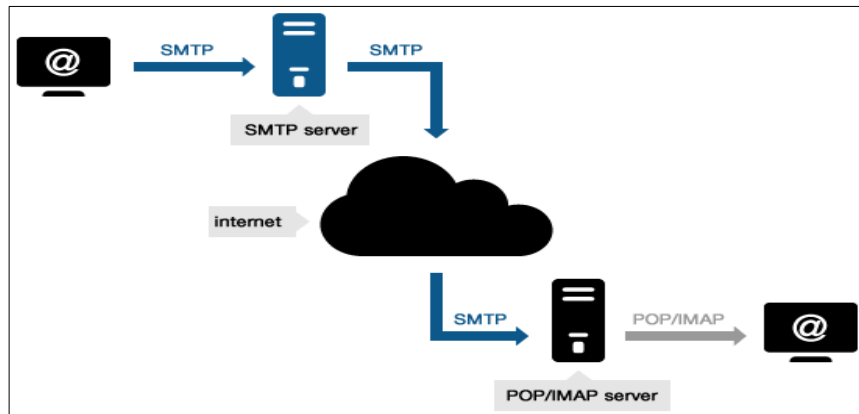 @
SMTP
SMTP
SMTP server
internet
SMTP
POP/IMAP
@
POP/IMAP server